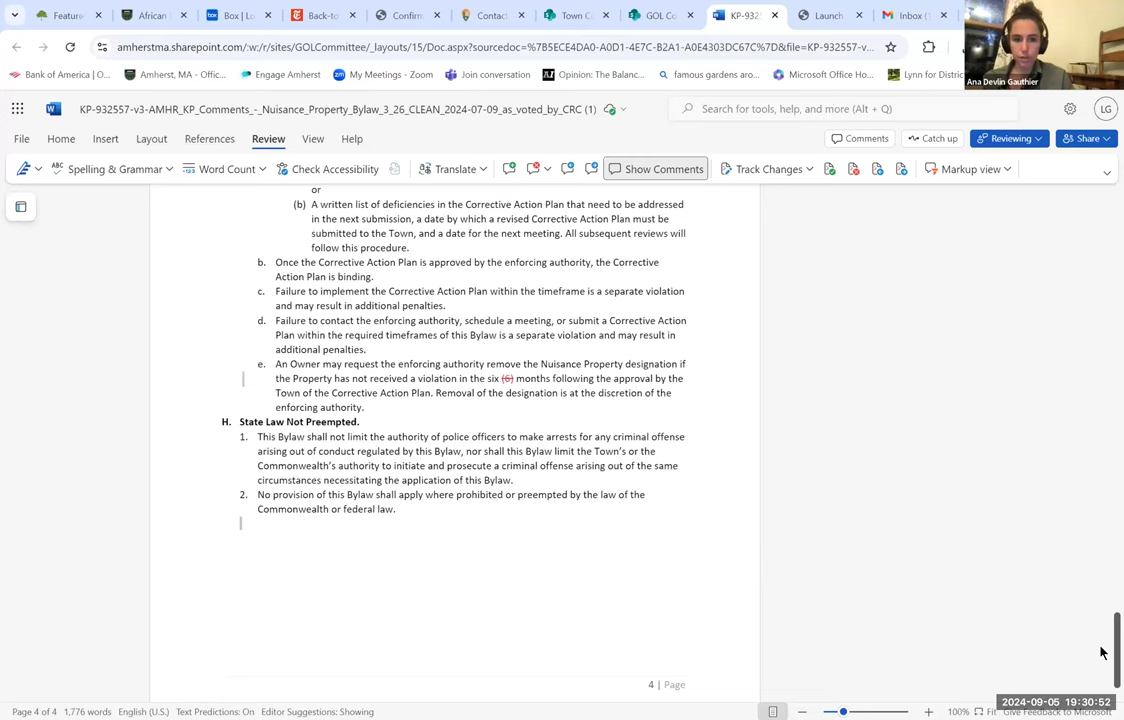 Feature
African
Box | Lo
Back-to
Confirm
Contact
Town C
GOL Co
KP-932
Launch
Inbox (1
amherstma.sharepoint.com/:w:/r/sites/GOLCommittee/_layouts/15/Doc.aspx?sourcedoc=%7B5ECE4DA0-A0D1-4E7C-B2A1-A0E4303DC67C%7D&file=KP-932557-v...
Bank of America | O...
Amherst, MA - Offic...
Engage Amherst
My Meetings - Zoom
Join conversation
Opinion: The Balanc...
famous gardens aro...
Microsoft Office Ho...
Lynn for District
Ana Devlin Gauthier
KP-932557-v3-AMHR_KP_Comments_-_Nuisance_Property_Bylaw_3_26_CLEAN_2024-07-09_as_voted_by_CRC (1)
Search for tools, help, and more (Alt + Q)
LG
File Home Insert Layout References Review View Help
Comments Catch up Reviewing Share
Spelling & Grammar Word Count Check Accessibility Translate Show Comments Track Changes Markup view
or
(b) A written list of deficiencies in the Corrective Action Plan that need to be addressed
in the next submission, a date by which a revised Corrective Action Plan must be
submitted to the Town, and a date for the next meeting. All subsequent reviews will
follow this procedure.
b. Once the Corrective Action Plan is approved by the enforcing authority, the Corrective
Action Plan is binding.
c. Failure to implement the Corrective Action Plan within the timeframe is a separate violation
and may result in additional penalties.
d. Failure to contact the enforcing authority, schedule a meeting, or submit a Corrective Action
Plan within the required timeframes of this Bylaw is a separate violation and may result in
additional penalties.
e. An Owner may request the enforcing authority remove the Nuisance Property designation if
the Property has not received a violation in the six (6) months following the approval by the
Town of the Corrective Action Plan. Removal of the designation is at the discretion of the
enforcing authority.
H. State Law Not Preempted.
1. This Bylaw shall not limit the authority of police officers to make arrests for any criminal offense
arising out of conduct regulated by this Bylaw, nor shall this Bylaw limit the Town's or the
Commonwealth's authority to initiate and prosecute a criminal offense arising out of the same
circumstances necessitating the application of this Bylaw.
2. No provision of this Bylaw shall apply where prohibited or preempted by the law of the
Commonwealth or federal law.
4 | Page
2024-09-05 19:30:52
Page 4 of 4 1,776 words English (U.S.) Text Predictions: On Editor Suggestions: Showing 100% Fit Give Feedback to Microsoft